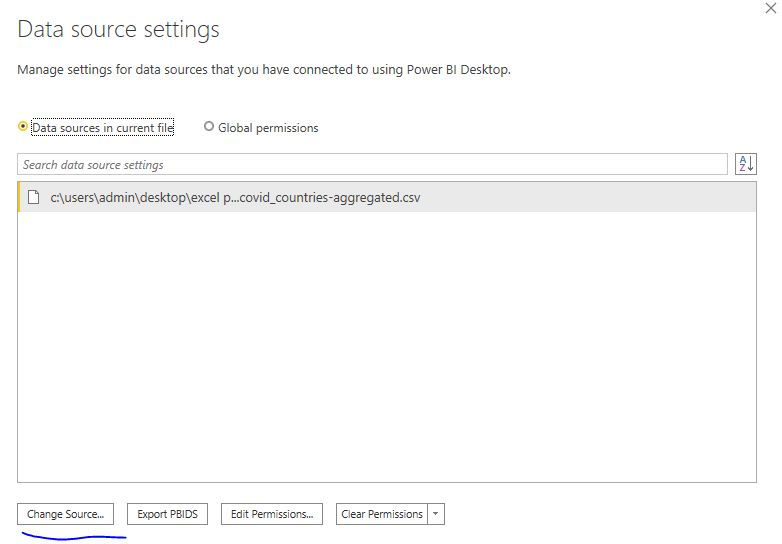 Data source settings
Manage settings for data sources that you have connected to using Power BI Desktop.
Data sources in current file Global permissions
Search data source settings
A
Z
c:\users\admin\desktop\excel p...covid_countries-aggregated.csv
Change Source... Export PBIDS Edit Permissions... Clear Permissions